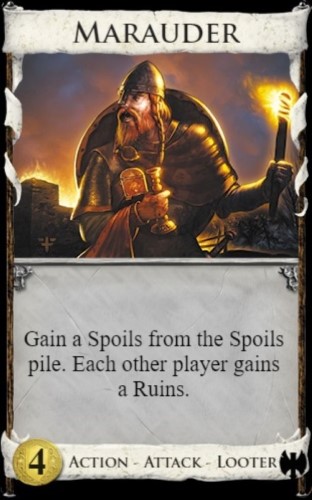 MARAUDER
Gain a Spoils from the Spoils
pile. Each other player gains
a Ruins.
4 ACTION - ATTACK - LOOTER